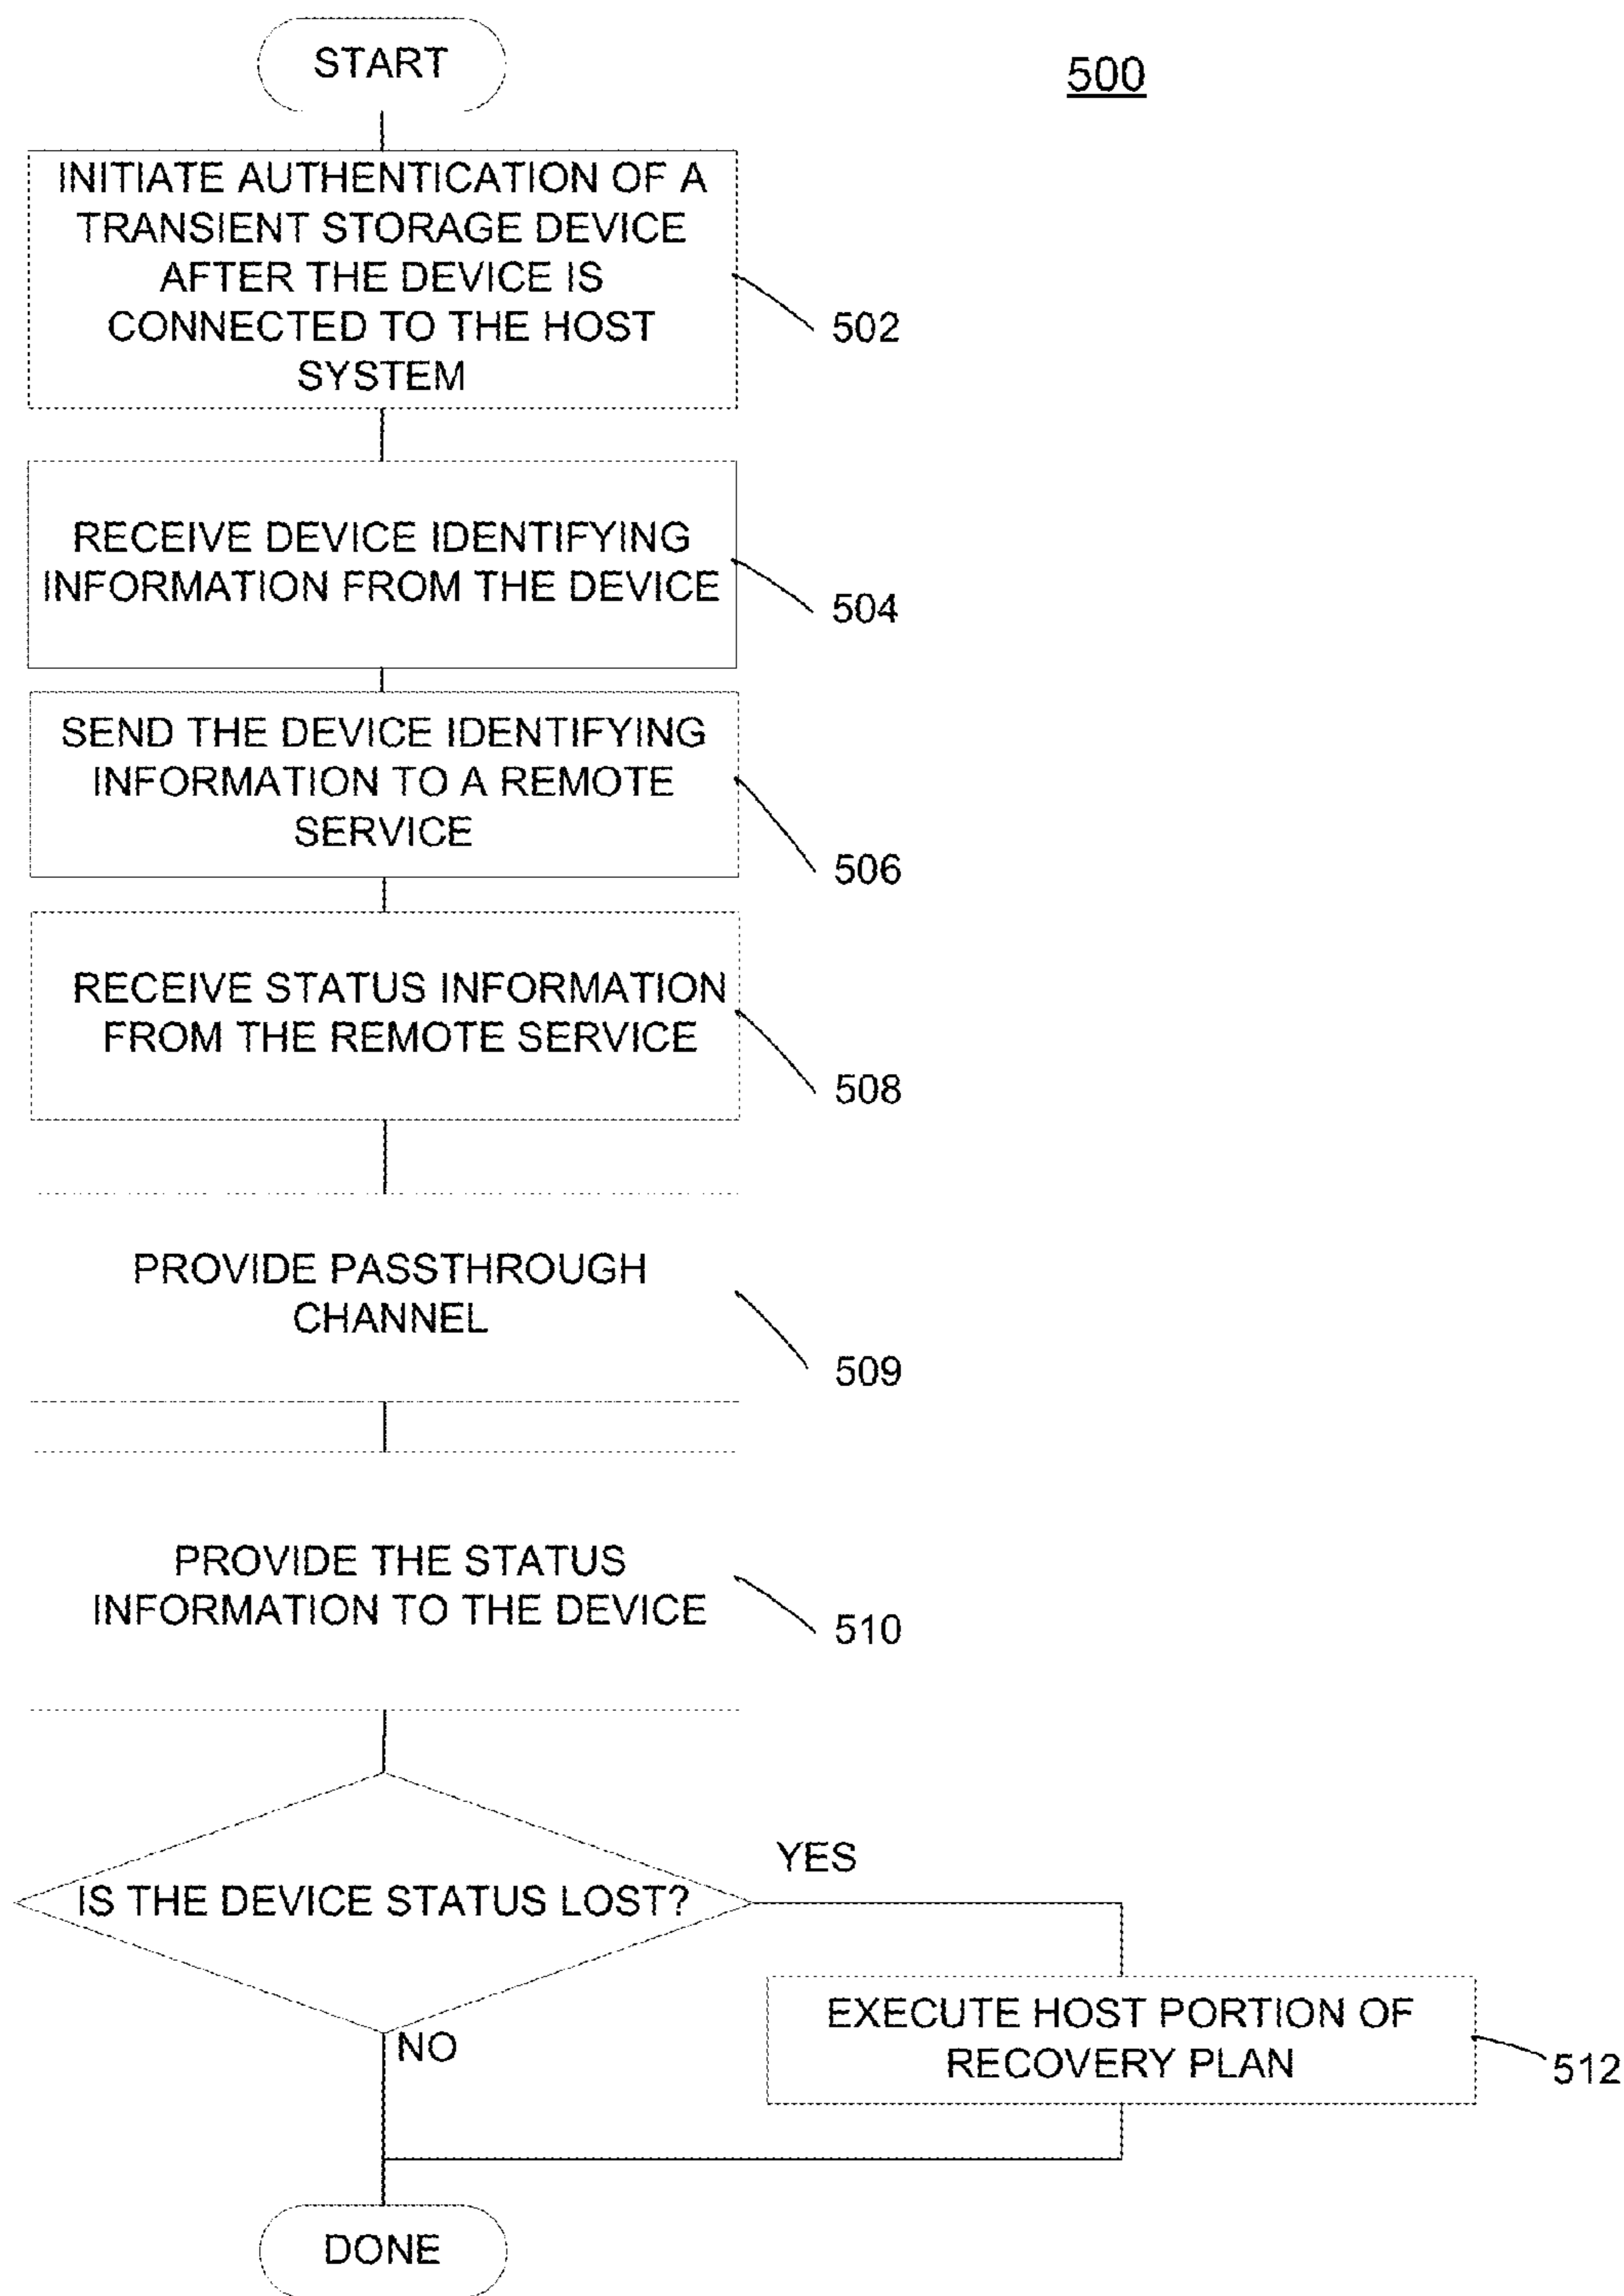 START
500
INITIATE AUTHENTICATION OF A
TRANSIENT STORAGE DEVICE
AFTER THE DEVICE IS
CONNECTED TO THE HOST
SYSTEM
502
RECEIVE DEVICE IDENTIFYING
INFORMATION FROM THE DEVICE
504
SEND THE DEVICE IDENTIFYING
INFORMATION TO A REMOTE
SERVICE
506
RECEIVE STATUS INFORMATION
FROM THE REMOTE SERVICE
508
PROVIDE PASSTHROUGH
CHANNEL
509
PROVIDE THE STATUS
INFORMATION TO THE DEVICE
510
IS THE DEVICE STATUS LOST?
YES
NO
EXECUTE HOST PORTION OF
RECOVERY PLAN
512
DONE